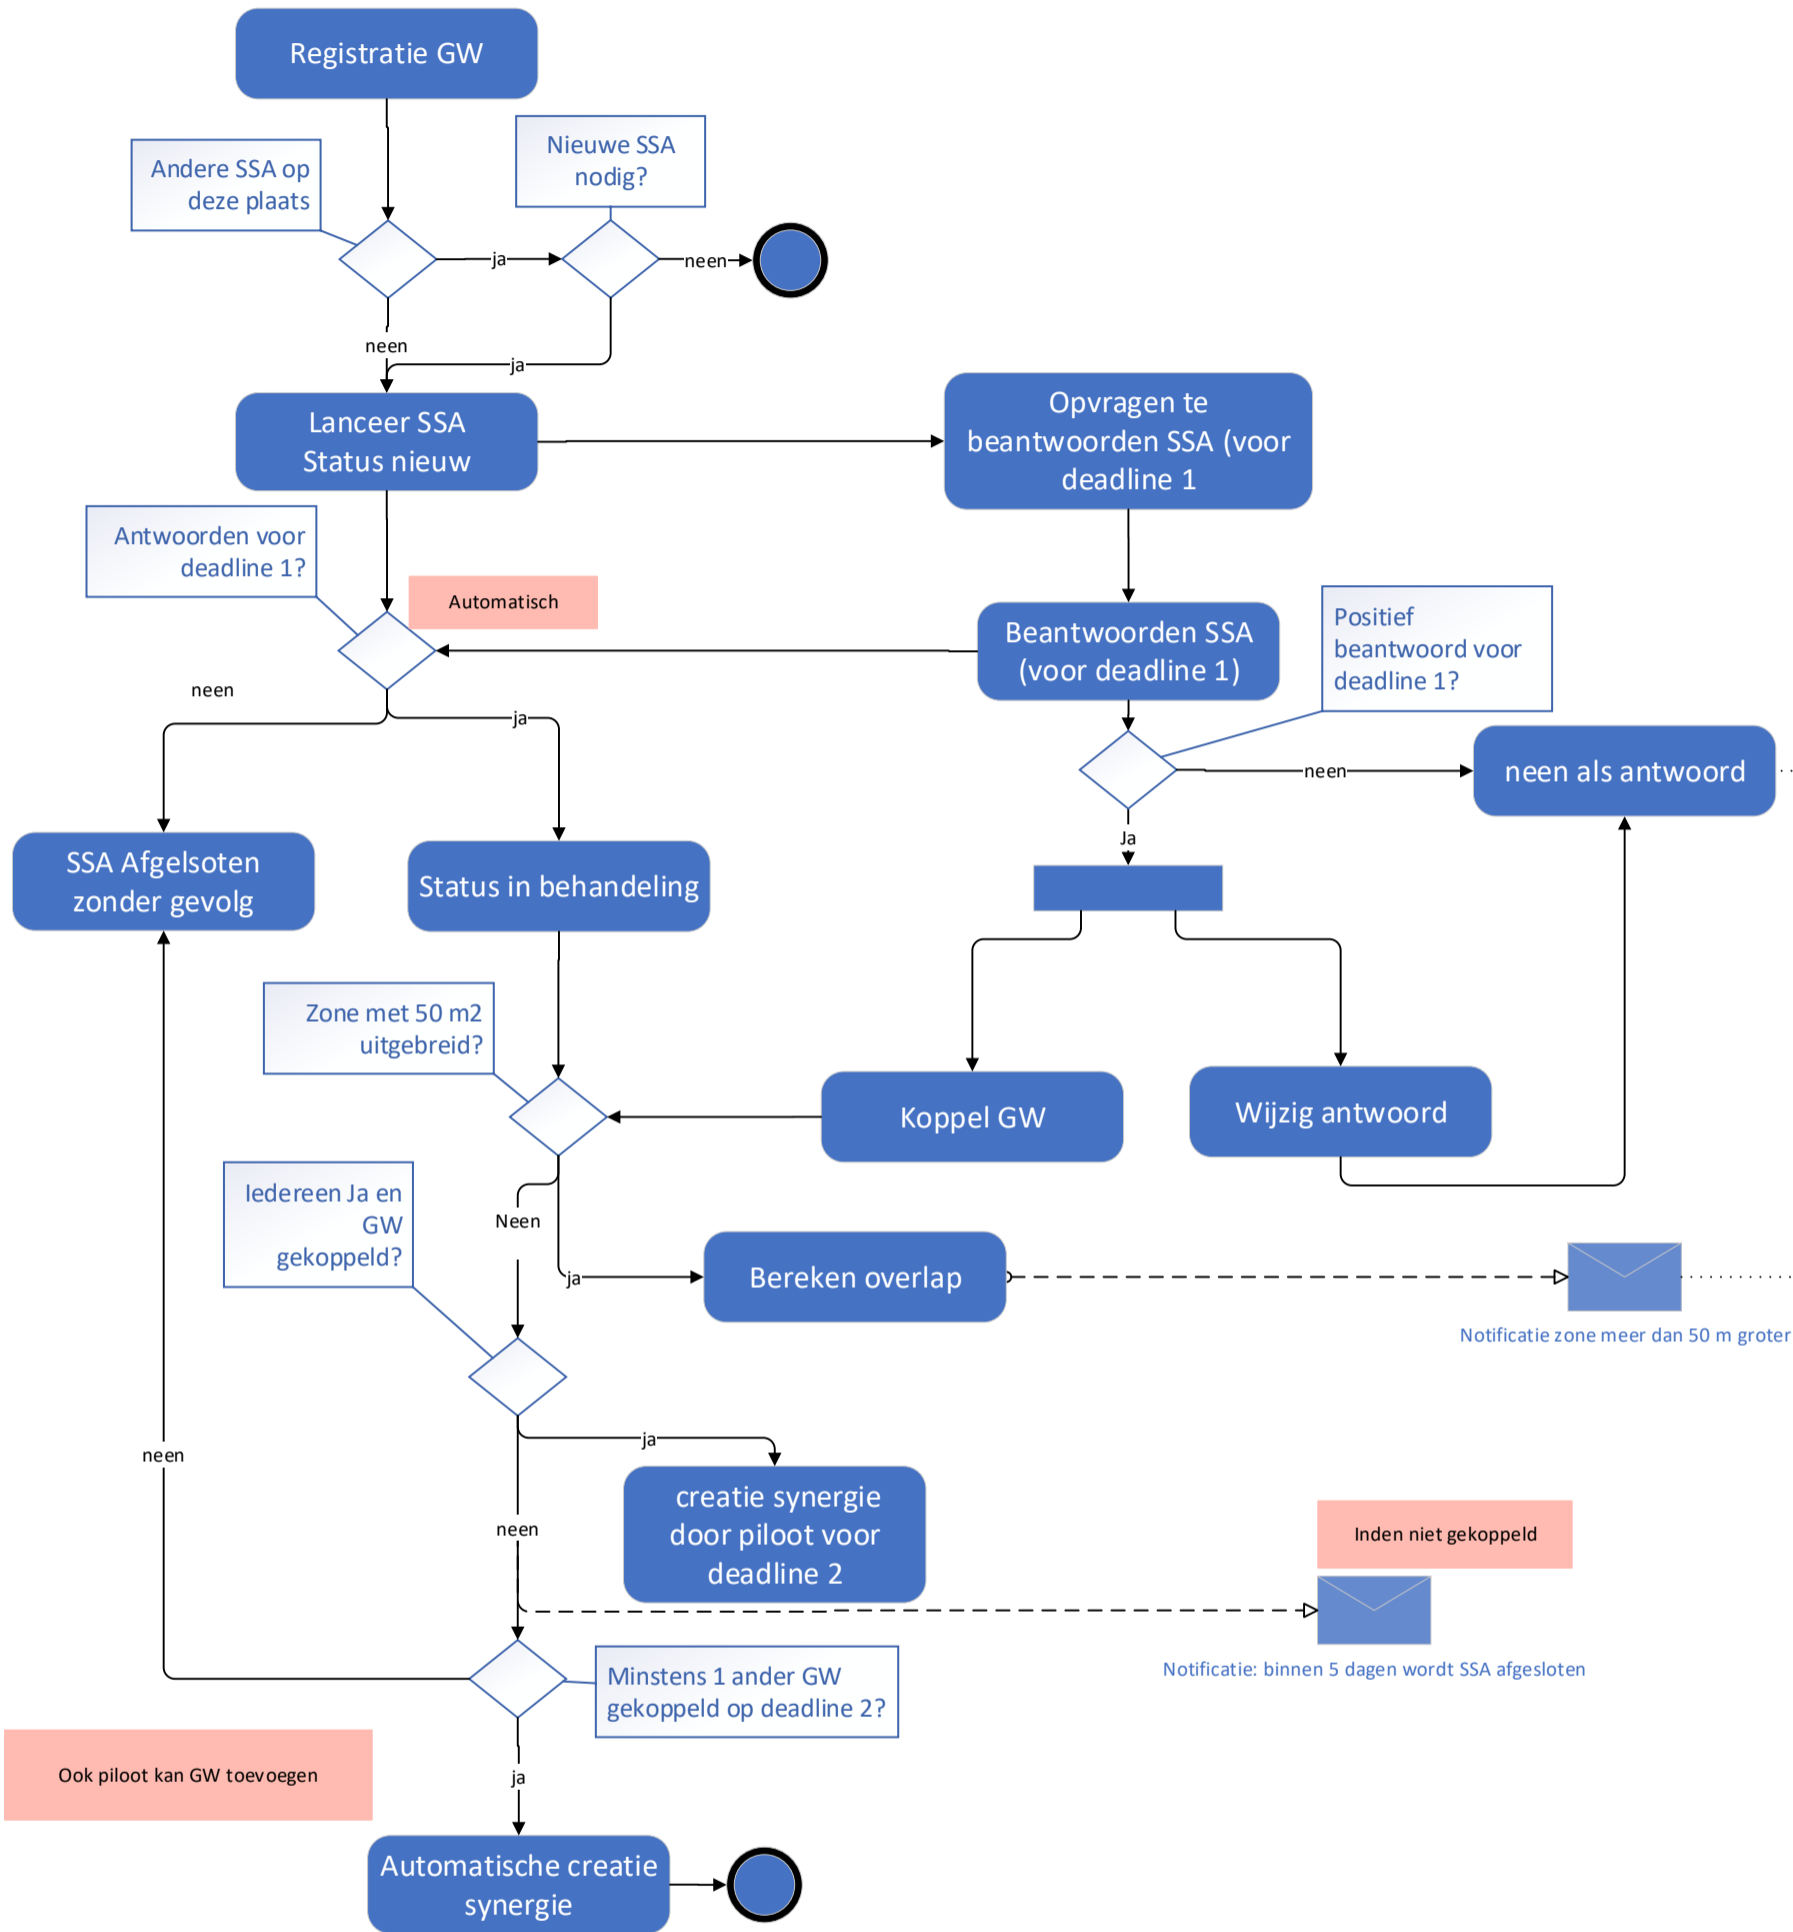 Registratie GW
Andere SSA op
deze plaats
Nieuwe SSA
nodig?
ja
neen
neen
ja
Lanceer SSA
Status nieuw
Opvragen te
beantwoorden SSA (voor
deadline 1
Antwoorden voor
deadline 1?
Automatisch
Beantwoorden SSA
(voor deadline 1)
Positief
beantwoord voor
deadline 1?
neen
ja
neen
neen als antwoord
Ja
SSA Afgelsoten
zonder gevolg
Status in behandeling
Zone met 50 m2
uitgebreid?
Koppel GW
Wijzig antwoord
Iedereen Ja en
GW
gekoppeld?
Neen
ja
Bereken overlap
Notificatie zone meer dan 50 m groter
neen
ja
creatie synergie
door piloot voor
deadline 2
neen
Inden niet gekoppeld
Notificatie: binnen 5 dagen wordt SSA afgesloten
Minstens 1 ander GW
gekoppeld op deadline 2?
Ook piloot kan GW toevoegen
ja
Automatische creatie
synergie